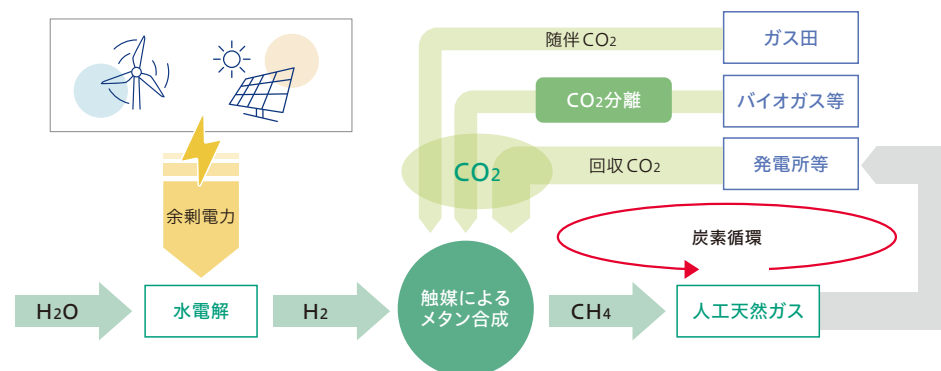 随伴CO2
ガス田
CO2分離
バイオガス等
CO2
回収CO2
発電所等
余剰電力
炭素循環
H2O
水電解
H2
触媒による
メタン合成
CH4
人工天然ガス